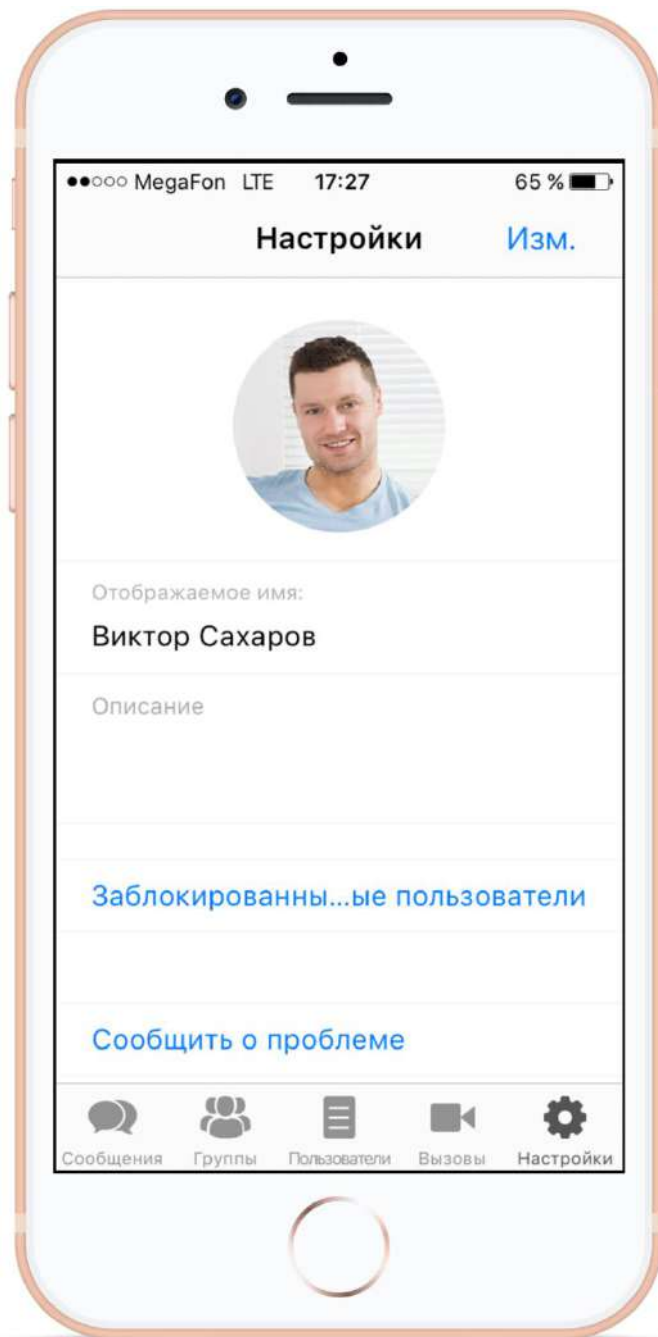 MegaFon LTE 17:27 65 %
Настройки Изм.
Отображаемое имя:
Виктор Сахаров
Описание
Заблокированны...ые пользователи
Сообщить о проблеме
Сообщения Группы Пользователи Вызовы Настройки